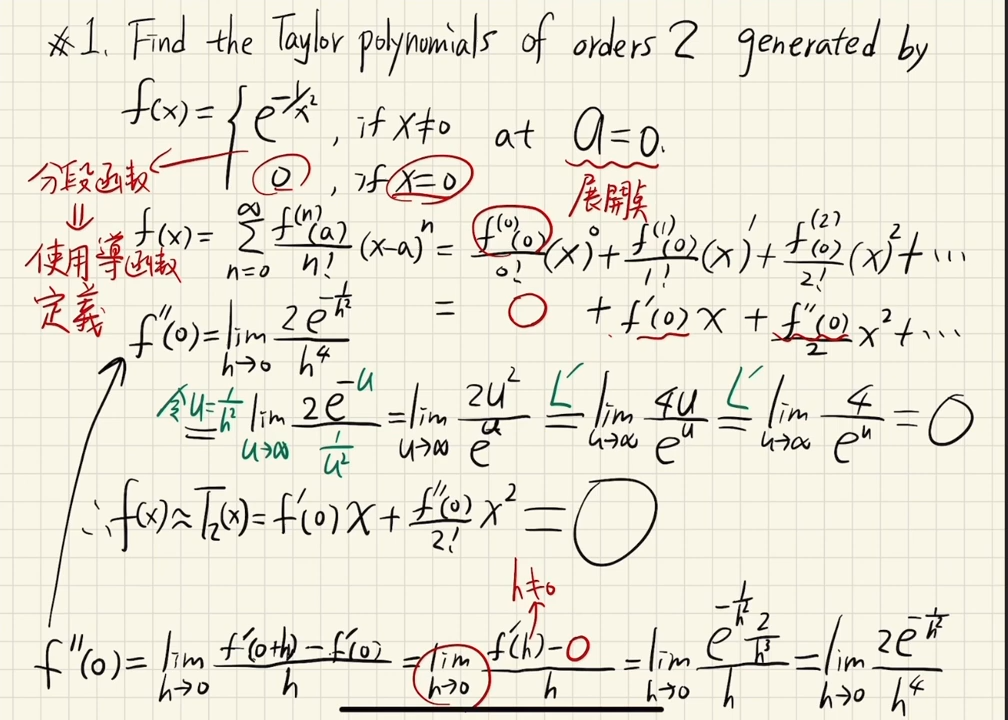 #1. Find the Taylor polynomials of orders 2 generated by
f(x) = { e^{-1/x²}, if x≠0 at a=0.
0, if x=0
分段函數
展開点
⇓
f(x) = ∑_{n=0}^{∞} f^{(n)}(a)/n! (x-a)^n = f^{(0)}(0)/0! (x)^0 + f^{(1)}(0)/1! (x)^1 + f^{(2)}(0)/2! (x)^2 + ⋯
使用導函數
定義
= 0 + f'(0)x + f''(0)/2 x² + ⋯
f''(0) = lim_{h→0} 2e^{-1/h²}/h⁴
令u=1/h² = lim_{u→∞} 2e^{-u}/(1/u²) = lim_{u→∞} 2u²/e^u =^{L'} lim_{u→∞} 4u/e^u =^{L'} lim_{u→∞} 4/e^u = 0
∴ f(x) ≈ T₂(x) = f'(0)x + f''(0)/2! x² = 0
h≠0
f''(0) = lim_{h→0} (f'(0+h) - f'(0))/h = lim_{h→0} (f'(h) - 0)/h = lim_{h→0} (e^{-1/h²} 2/h³)/h = lim_{h→0} 2e^{-1/h²}/h⁴